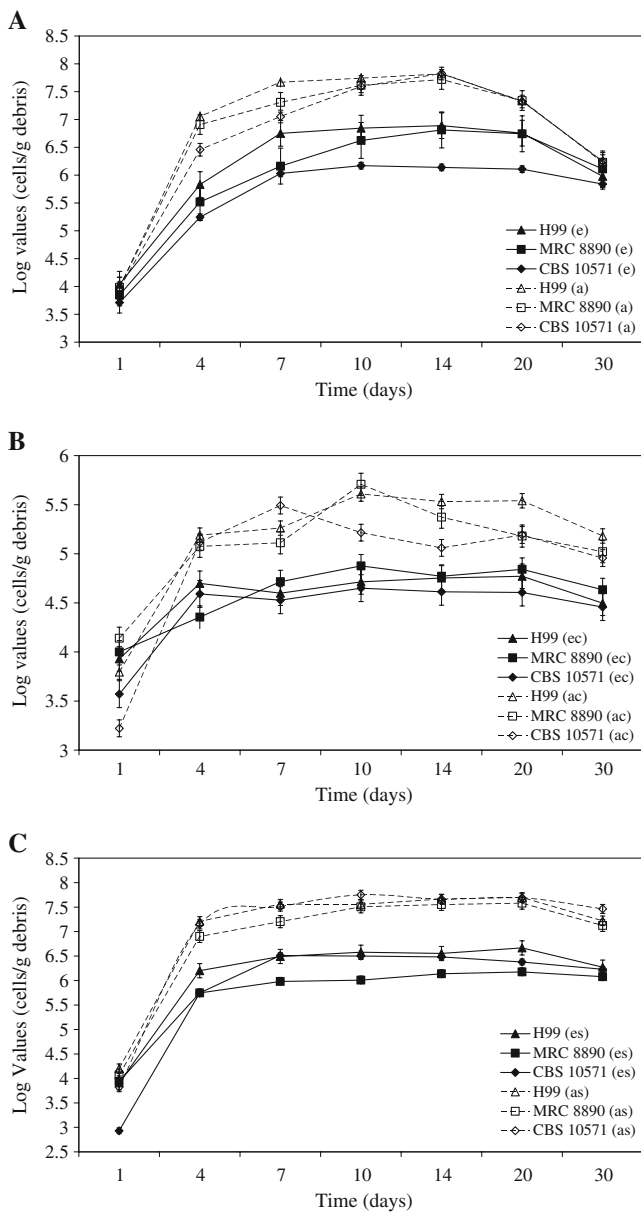 A
8.5
8
7.5
7
6.5
6
5.5
5
4.5
4
3.5
3
Log values (cells/g debris)
H99 (e)
MRC 8890 (e)
CBS 10571 (e)
H99 (a)
MRC 8890 (a)
CBS 10571 (a)
1 4 7 10 14 20 30
Time (days)
B
6
5.5
5
4.5
4
3.5
3
Log values (cells/g debris)
H99 (ec)
MRC 8890 (ec)
CBS 10571 (ec)
H99 (ac)
MRC 8890 (ac)
CBS 10571 (ac)
1 4 7 10 14 20 30
Time (days)
C
8.5
8
7.5
7
6.5
6
5.5
5
4.5
4
3.5
3
2.5
Log Values (cells/g debris)
H99 (es)
MRC 8890 (es)
CBS 10571 (es)
H99 (as)
MRC 8890 (as)
CBS 10571 (as)
1 4 7 10 14 20 30
Time (days)